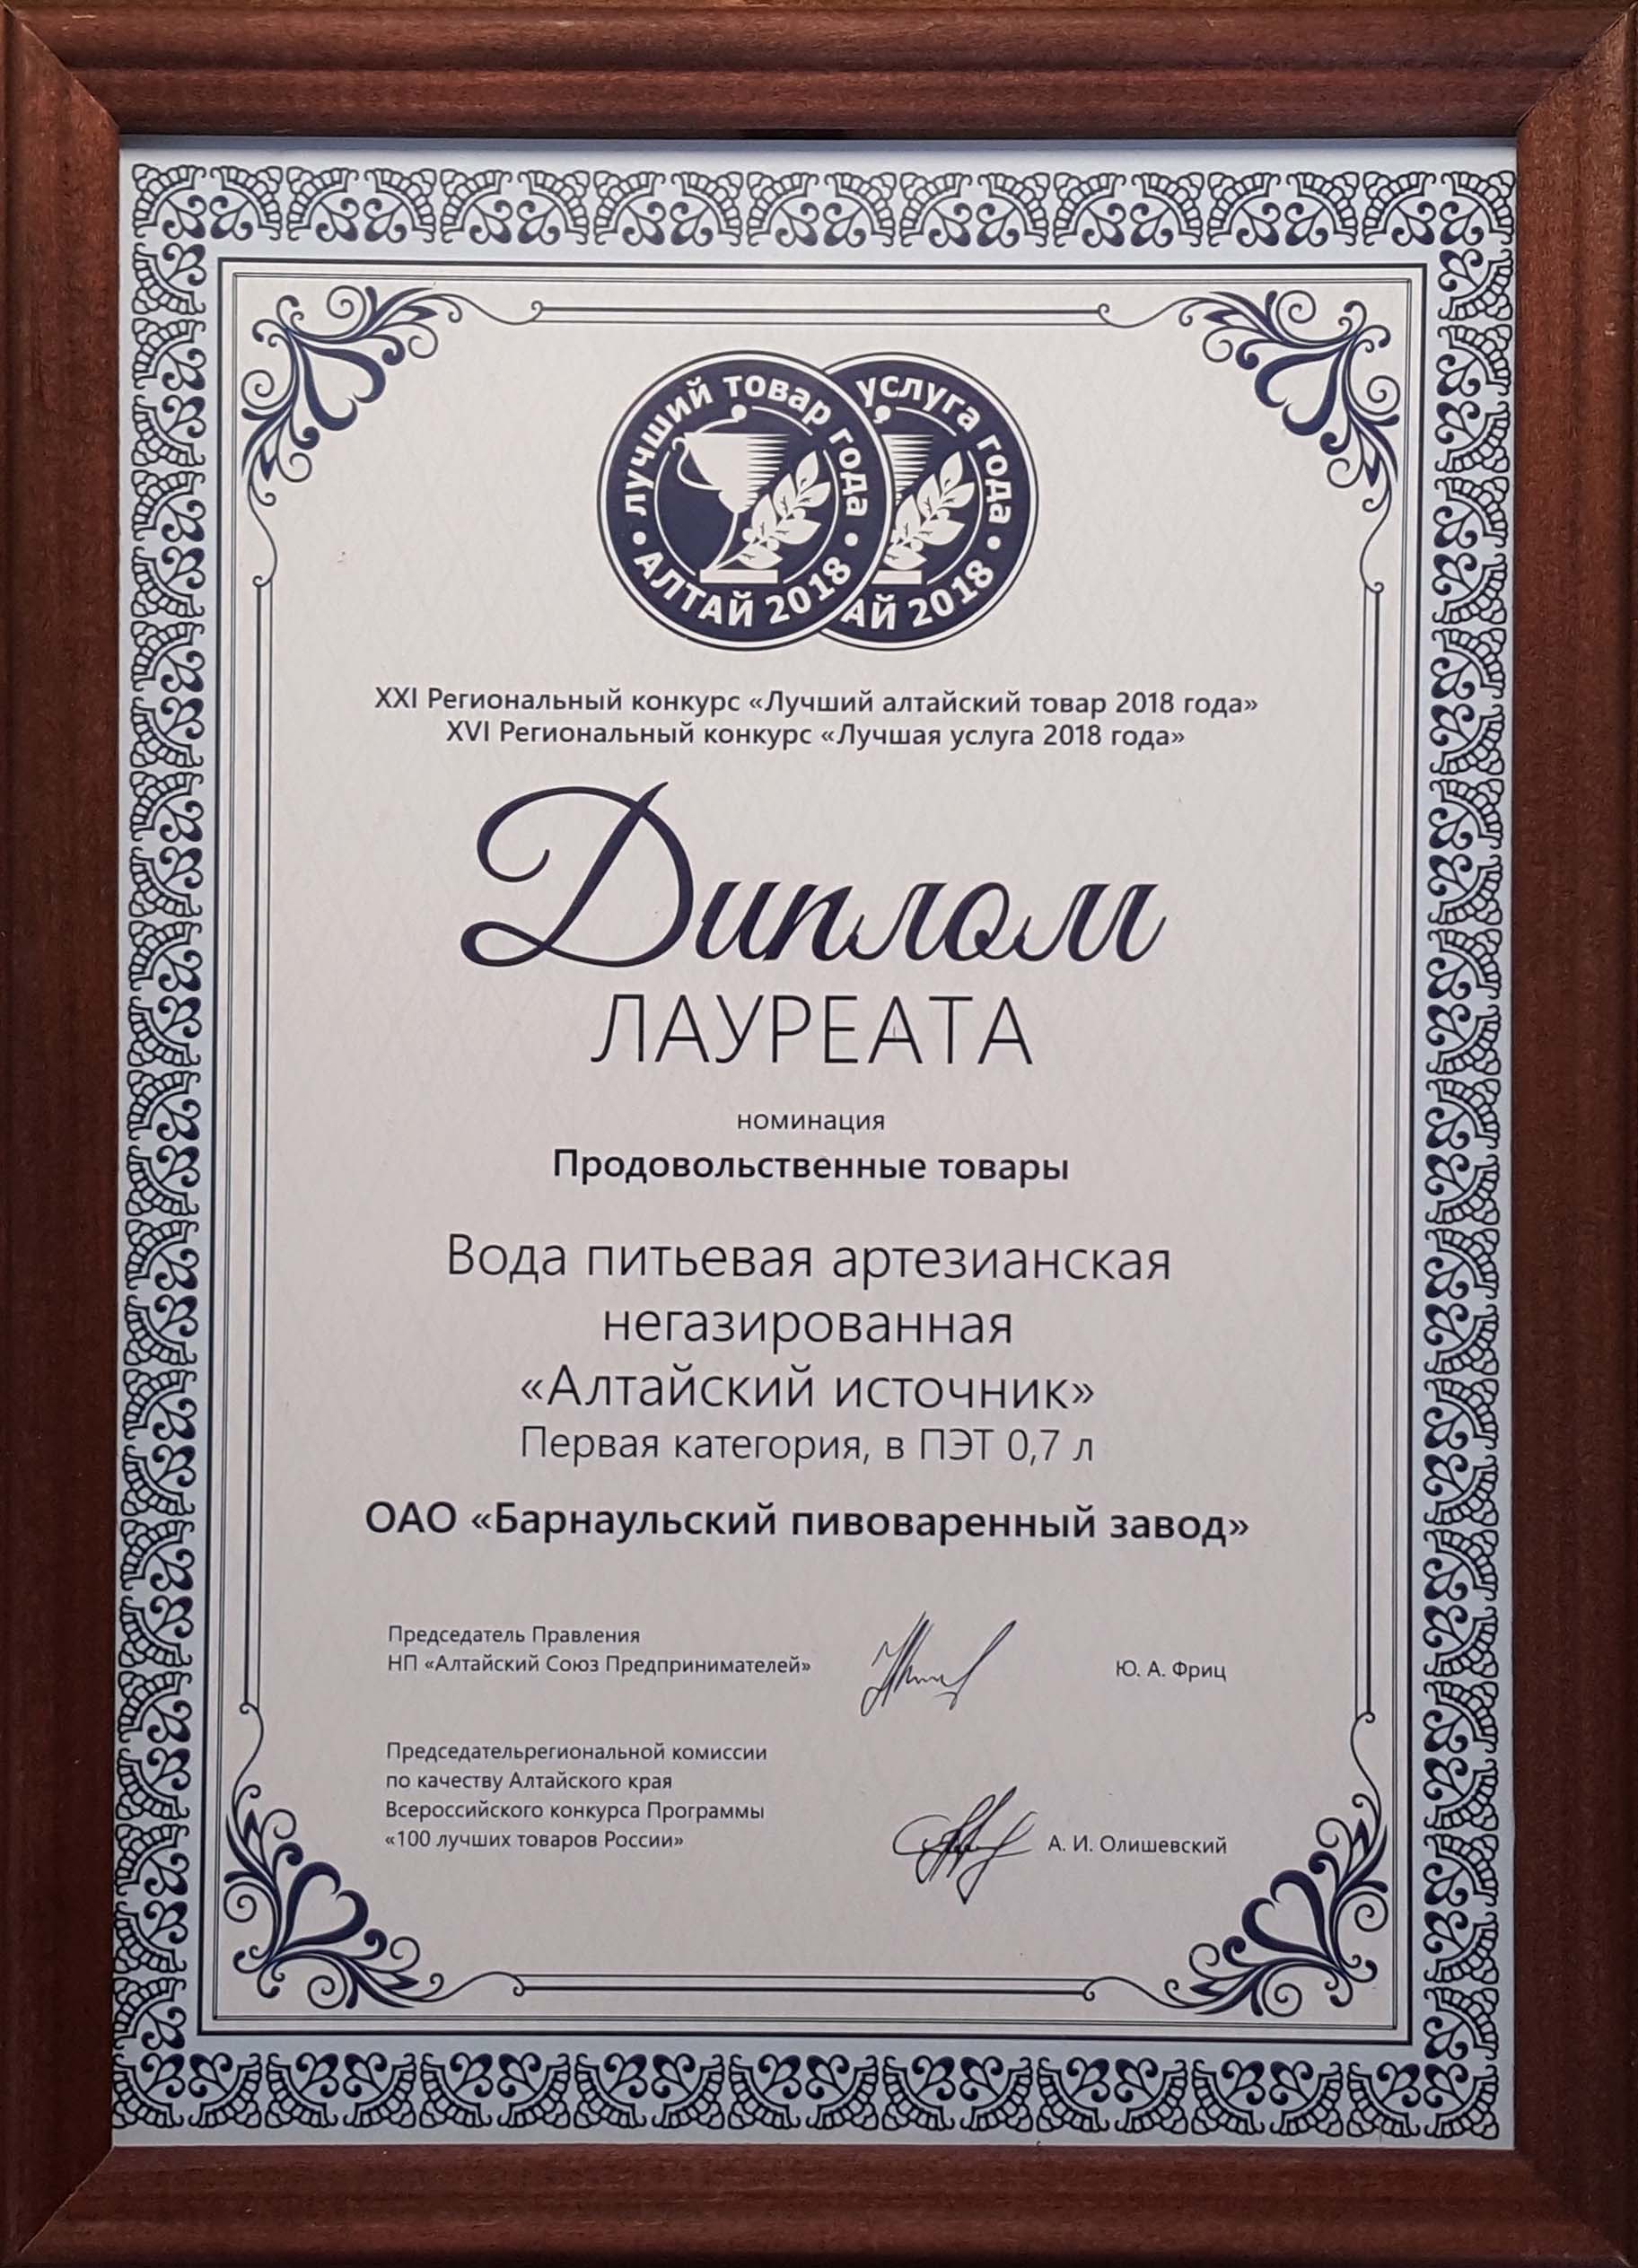 ЛУЧШИЙ ТОВАР ГОДА
• АЛТАЙ 2018 •
УСЛУГА ГОДА
АЙ 2018 •
XXI Региональный конкурс «Лучший алтайский товар 2018 года»
XVI Региональный конкурс «Лучшая услуга 2018 года»
Диплом
ЛАУРЕАТА
номинация
Продовольственные товары
Вода питьевая артезианская
негазированная
«Алтайский источник»
Первая категория, в ПЭТ 0,7 л
ОАО «Барнаульский пивоваренный завод»
Председатель Правления
НП «Алтайский Союз Предпринимателей»
Ю. А. Фриц
Председательрегиональной комиссии
по качеству Алтайского края
Всероссийского конкурса Программы
«100 лучших товаров России»
А. И. Олишевский